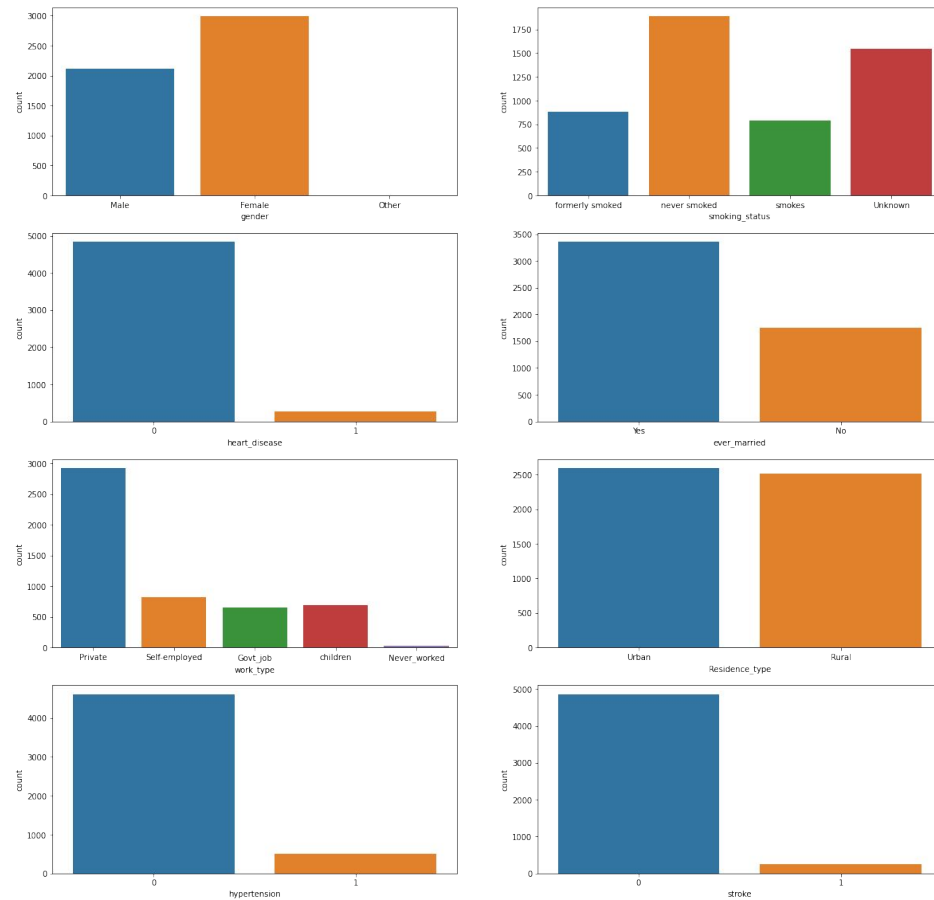 3000
2500
2000
1500
1000
500
0
count
Male Female Other
gender
1750
1500
1250
1000
750
500
250
0
count
formerly smoked never smoked smokes Unknown
smoking_status
5000
4000
3000
2000
1000
0
count
0 1
heart_disease
3500
3000
2500
2000
1500
1000
500
0
count
Yes No
ever_married
3000
2500
2000
1500
1000
500
0
count
Private Self-employed Govt_job children Never_worked
work_type
2500
2000
1500
1000
500
0
count
Urban Rural
Residence_type
4000
3000
2000
1000
0
count
0 1
hypertension
5000
4000
3000
2000
1000
0
count
0 1
stroke